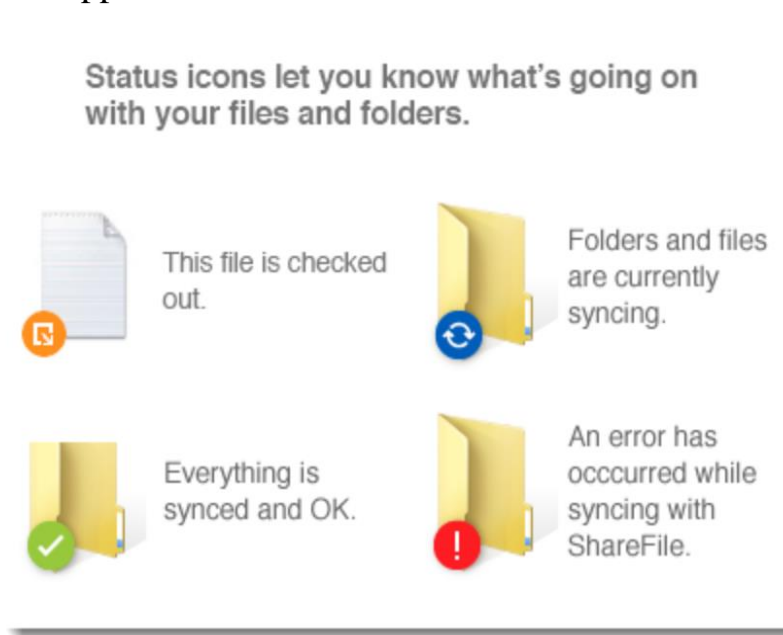 Status icons let you know what's going on
with your files and folders.
This file is checked
out.
Folders and files
are currently
syncing.
Everything is
synced and OK.
An error has
occcurred while
syncing with
ShareFile.